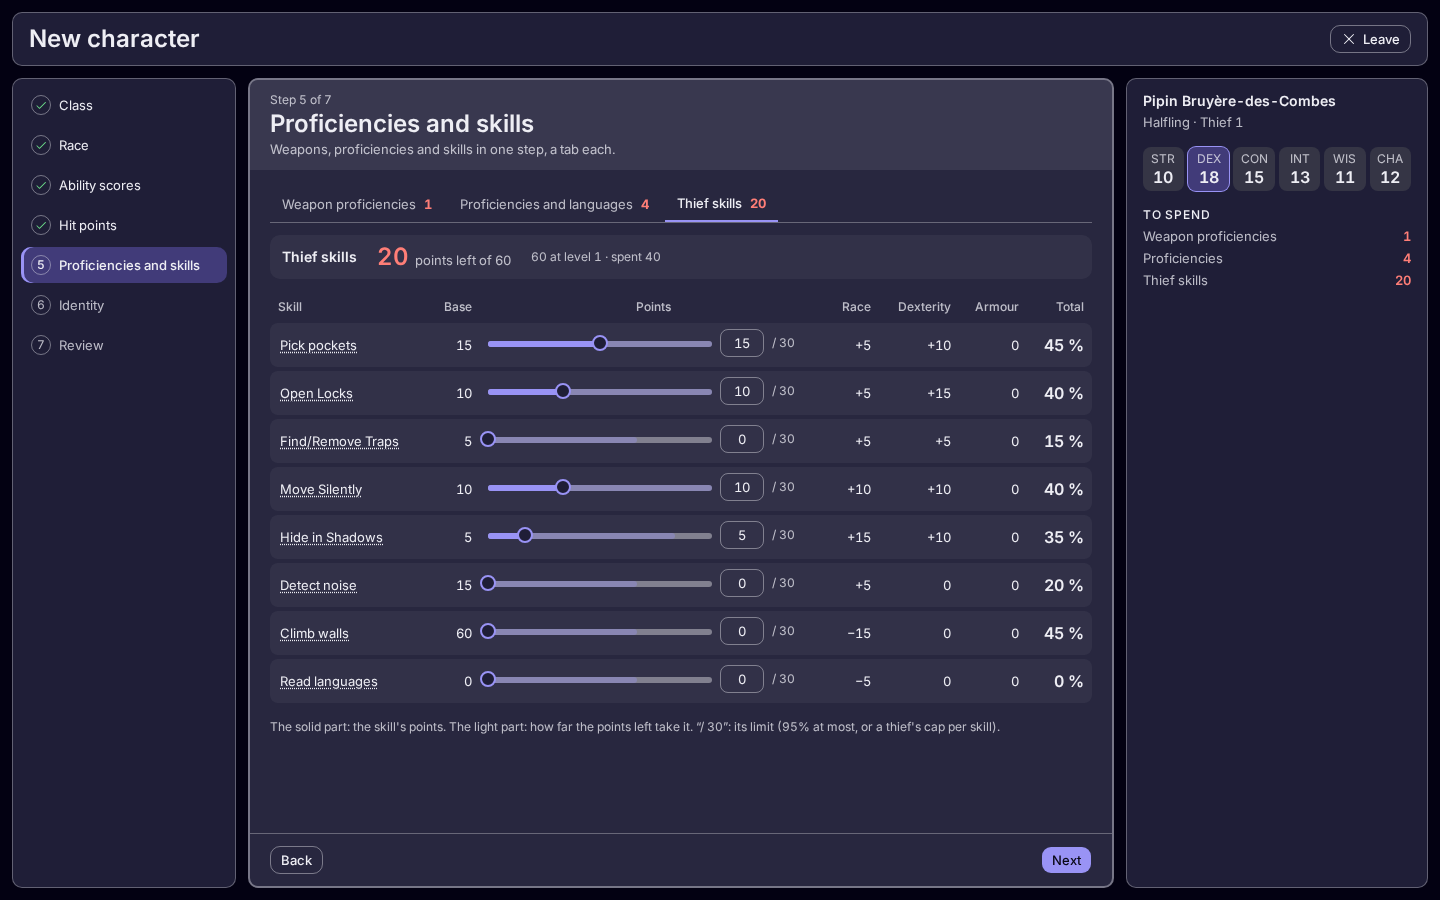 New character
Leave
Class
Race
Ability scores
Hit points
5 Proficiencies and skills
6 Identity
7 Review
Step 5 of 7
Proficiencies and skills
Weapons, proficiencies and skills in one step, a tab each.
Weapon proficiencies 1 Proficiencies and languages 4 Thief skills 20
Thief skills 20 points left of 60 60 at level 1 · spent 40
Skill Base Points Race Dexterity Armour Total
Pick pockets 15 15 / 30 +5 +10 0 45 %
Open Locks 10 10 / 30 +5 +15 0 40 %
Find/Remove Traps 5 0 / 30 +5 +5 0 15 %
Move Silently 10 10 / 30 +10 +10 0 40 %
Hide in Shadows 5 5 / 30 +15 +10 0 35 %
Detect noise 15 0 / 30 +5 0 0 20 %
Climb walls 60 0 / 30 −15 0 0 45 %
Read languages 0 0 / 30 −5 0 0 0 %
The solid part: the skill's points. The light part: how far the points left take it. “/ 30”: its limit (95% at most, or a thief's cap per skill).
Back
Next
Pipin Bruyère-des-Combes
Halfling · Thief 1
STR DEX CON INT WIS CHA
10 18 15 13 11 12
TO SPEND
Weapon proficiencies 1
Proficiencies 4
Thief skills 20